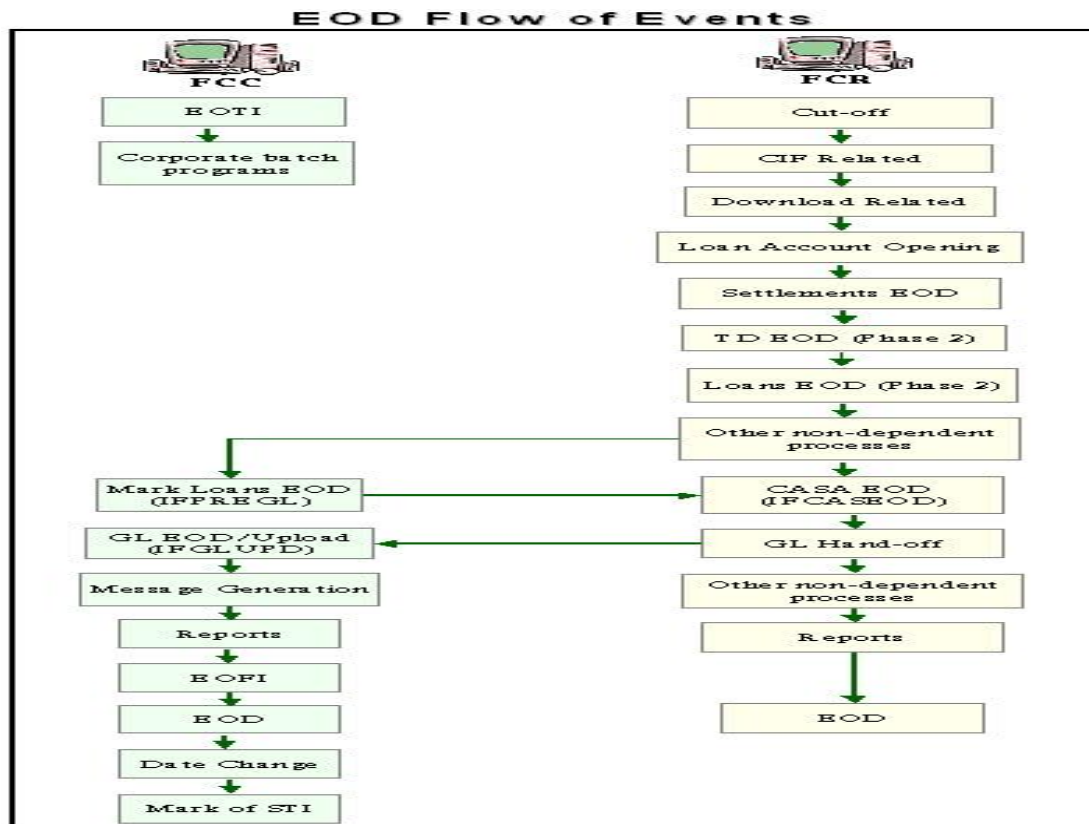 EOD Flow of Events
FCC
EOTI
Corporate batch
programs
Mark Loans EOD
(IFPREGL)
GL EOD/Upload
(IFGLUPD)
Message Generation
Reports
EOFI
EOD
Date Change
Mark of STI
FCR
Cut-off
CIF Related
Download Related
Loan Account Opening
Settlements EOD
TD EOD (Phase 2)
Loans EOD (Phase 2)
Other non-dependent
processes
CASA EOD
(IFCASEOD)
GL Hand-off
Other non-dependent
processes
Reports
EOD